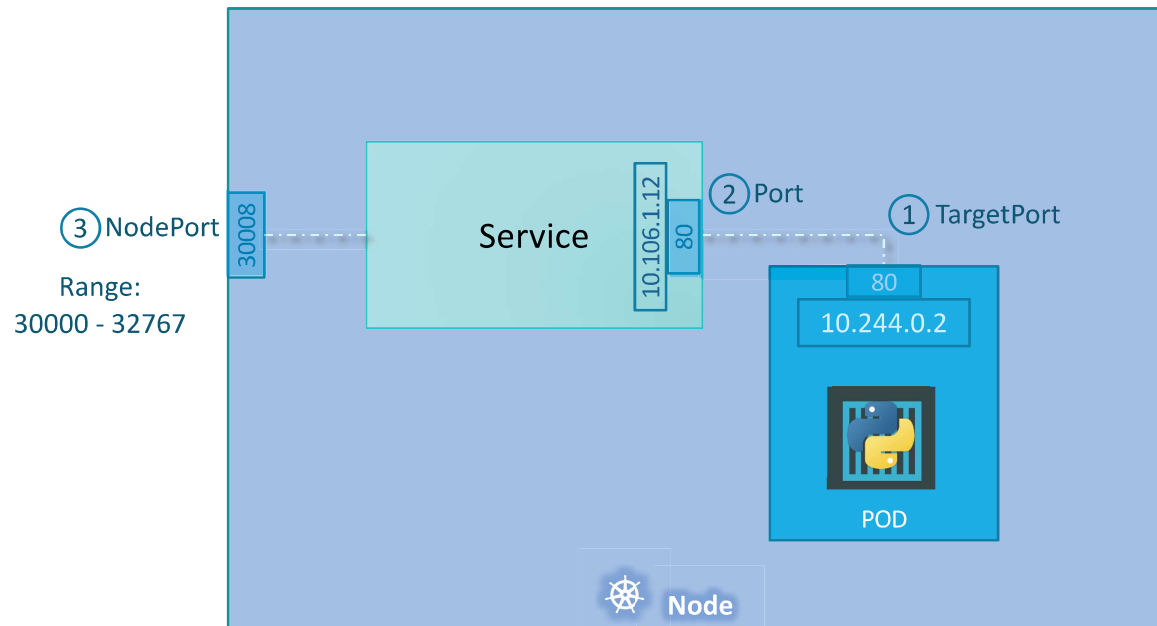 3 NodePort
Range:
30000 - 32767
30008
Service
10.106.1.12
80
2 Port
1 TargetPort
80
10.244.0.2
POD
Node